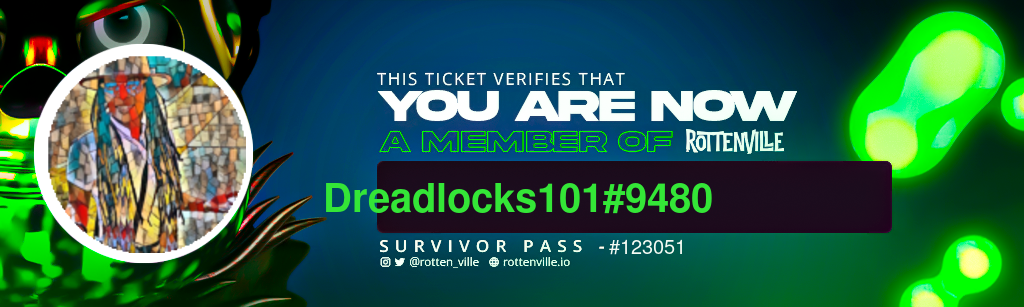 THIS TICKET VERIFIES THAT
YOU ARE NOW
A MEMBER OF ROTTENVILLE
Dreadlocks101#9480
SURVIVOR PASS - #123051
@rotten_ville rottenville.io